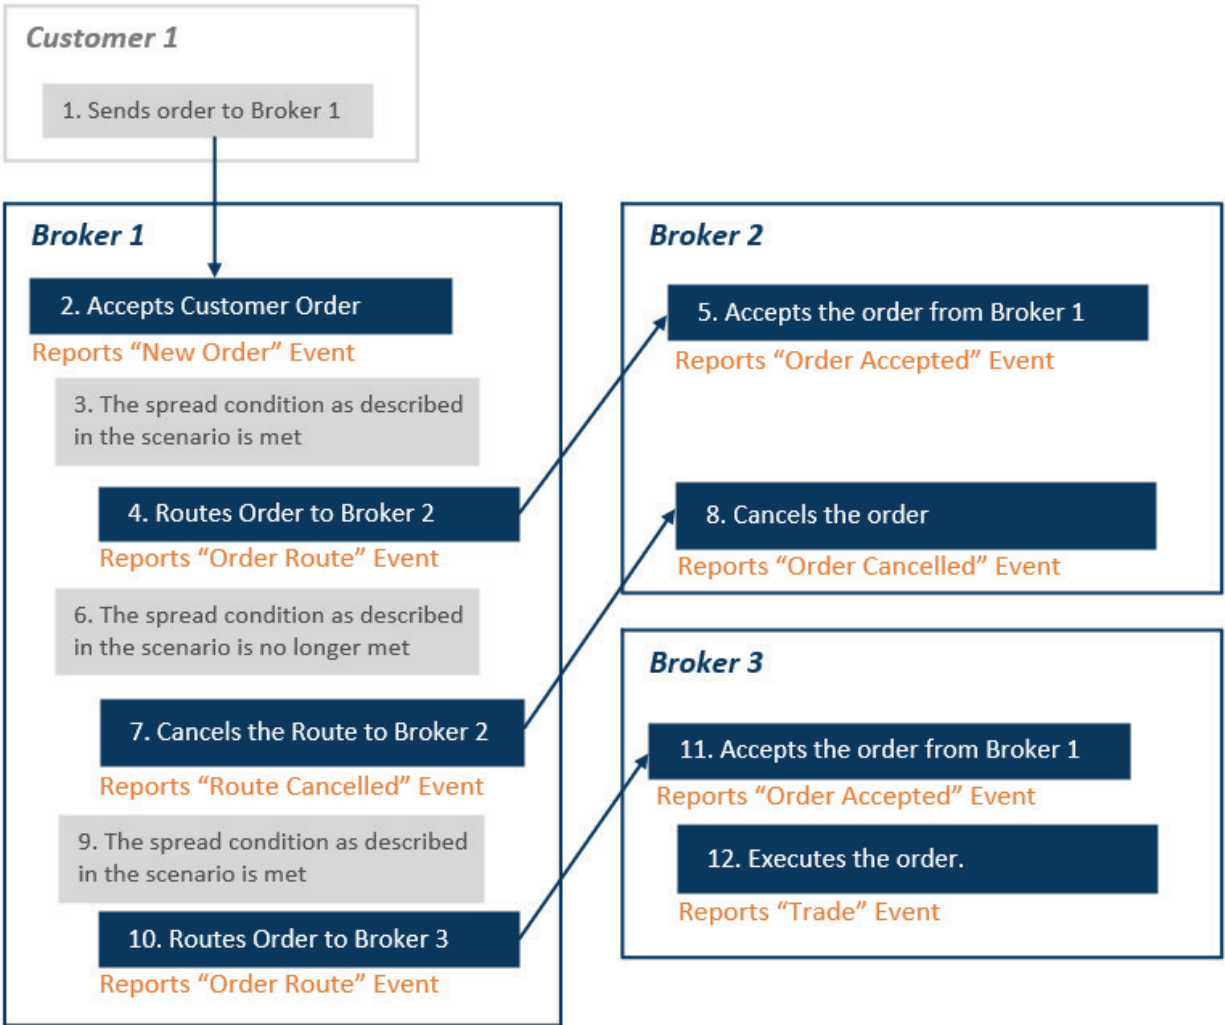 Customer 1
1. Sends order to Broker 1
Broker 1
2. Accepts Customer Order
Reports “New Order” Event
3. The spread condition as described
in the scenario is met
4. Routes Order to Broker 2
Reports “Order Route” Event
6. The spread condition as described
in the scenario is no longer met
7. Cancels the Route to Broker 2
Reports “Route Cancelled” Event
9. The spread condition as described
in the scenario is met
10. Routes Order to Broker 3
Reports “Order Route” Event
Broker 2
5. Accepts the order from Broker 1
Reports “Order Accepted” Event
8. Cancels the order
Reports “Order Cancelled” Event
Broker 3
11. Accepts the order from Broker 1
Reports “Order Accepted” Event
12. Executes the order.
Reports “Trade” Event